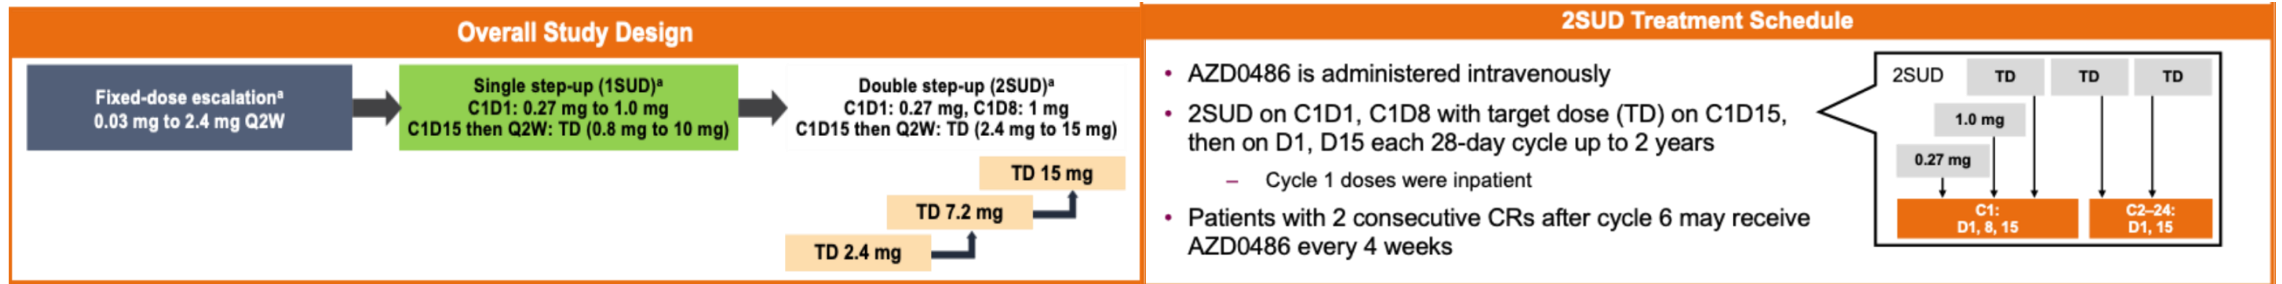 Overall Study Design
Fixed-dose escalationᵃ
0.03 mg to 2.4 mg Q2W
Single step-up (1SUD)ᵃ
C1D1: 0.27 mg to 1.0 mg
C1D15 then Q2W: TD (0.8 mg to 10 mg)
Double step-up (2SUD)ᵃ
C1D1: 0.27 mg, C1D8: 1 mg
C1D15 then Q2W: TD (2.4 mg to 15 mg)
TD 15 mg
TD 7.2 mg
TD 2.4 mg
2SUD Treatment Schedule
• AZD0486 is administered intravenously
• 2SUD on C1D1, C1D8 with target dose (TD) on C1D15,
then on D1, D15 each 28-day cycle up to 2 years
– Cycle 1 doses were inpatient
• Patients with 2 consecutive CRs after cycle 6 may receive
AZD0486 every 4 weeks
2SUD
TD
TD
TD
1.0 mg
0.27 mg
C1:
D1, 8, 15
C2–24:
D1, 15